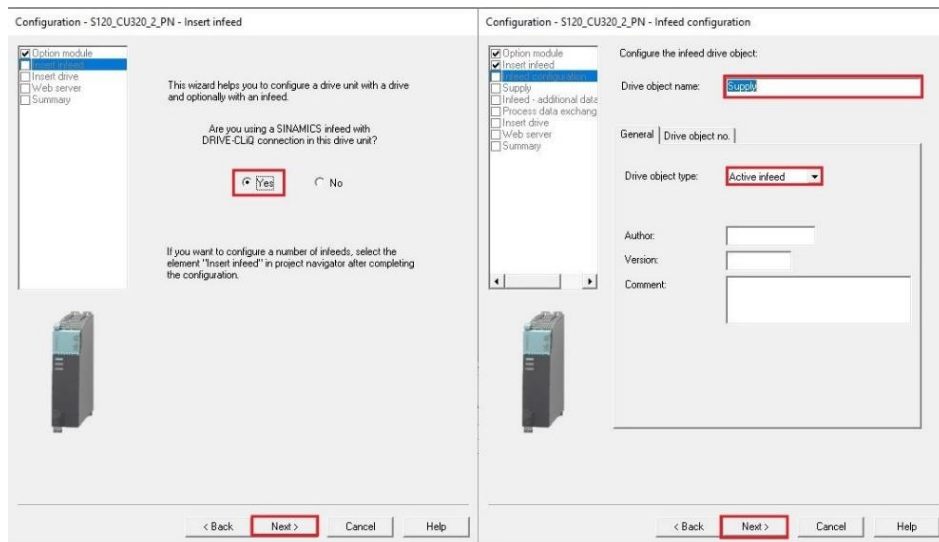 Configuration - S120_CU320_2_PN - Insert infeed
Option module
Insert infeed
Insert drive
Web server
Summary
This wizard helps you to configure a drive unit with a drive
and optionally with an infeed.
Are you using a SINAMICS infeed with
DRIVE-CLiQ connection in this drive unit?
Yes
No
If you want to configure a number of infeeds, select the
element "Insert infeed" in project navigator after completing
the configuration.
< Back
Next >
Cancel
Help
Configuration - S120_CU320_2_PN - Infeed configuration
Option module
Insert infeed
Infeed configuration
Supply
Infeed - additional data
Process data exchang
Insert drive
Web server
Summary
Configure the infeed drive object:
Drive object name:
Supply
General
Drive object no.
Drive object type:
Active infeed
Author:
Version:
Comment:
< Back
Next >
Cancel
Help